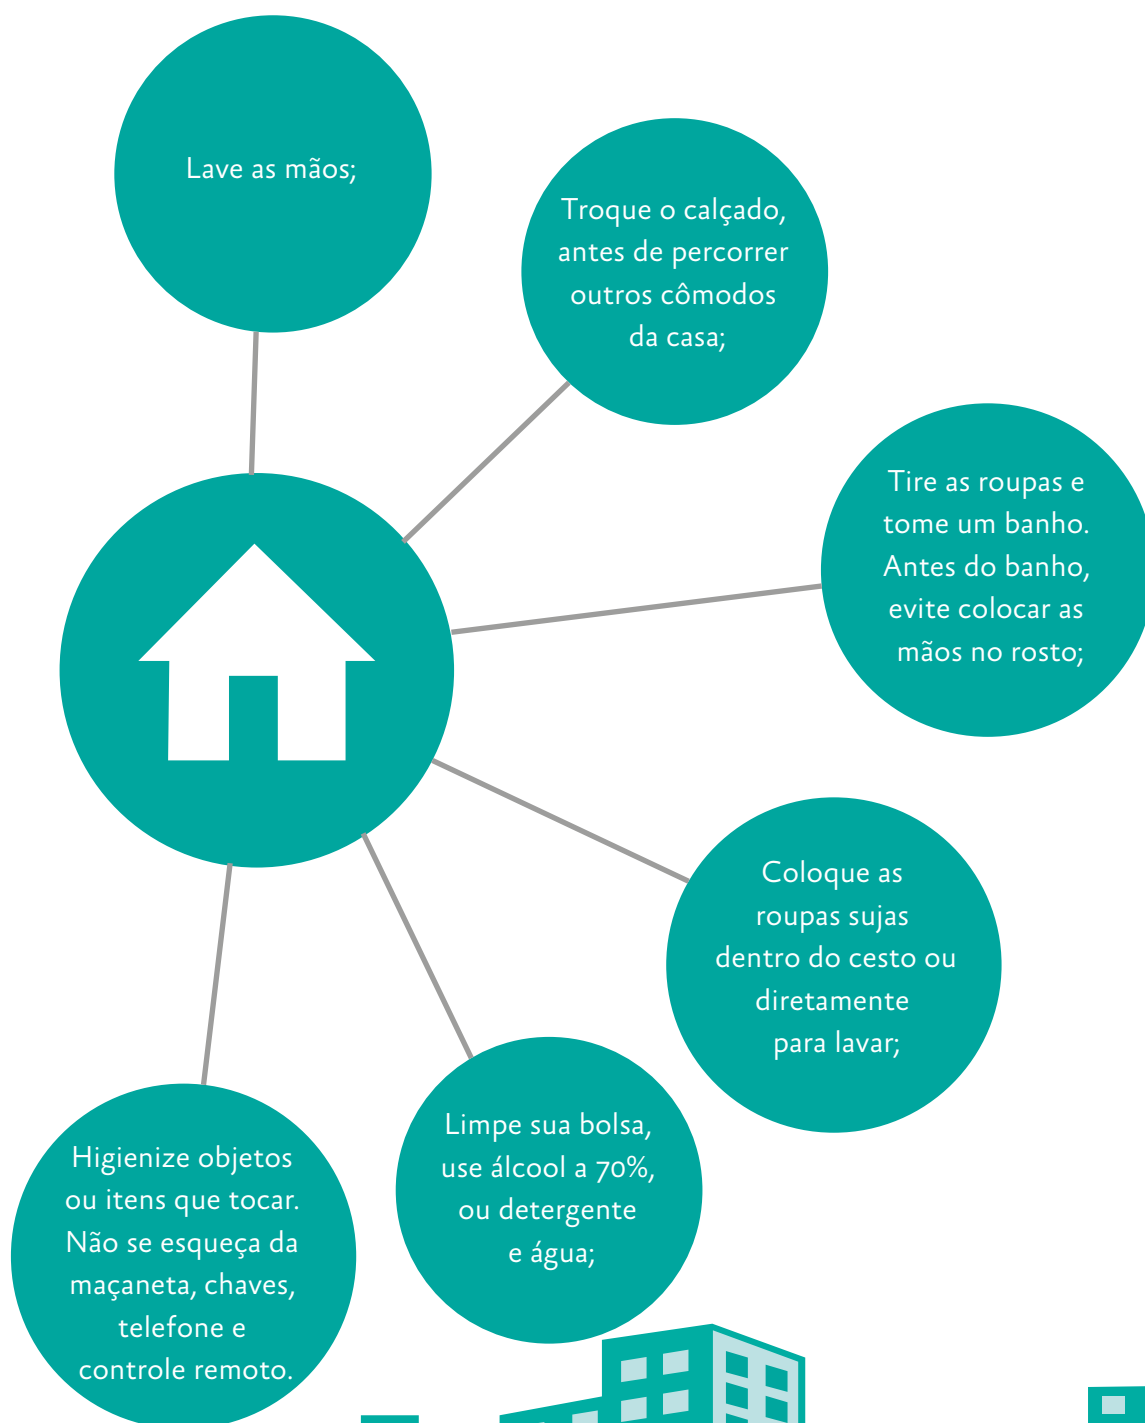 Lave as mãos;
Troque o calçado,
antes de percorrer
outros cômodos
da casa;
Tire as roupas e
tome um banho.
Antes do banho,
evite colocar as
mãos no rosto;
Coloque as
roupas sujas
dentro do cesto ou
diretamente
para lavar;
Limpe sua bolsa,
use álcool a 70%,
ou detergente
e água;
Higienize objetos
ou itens que tocar.
Não se esqueça da
maçaneta, chaves,
telefone e
controle remoto.